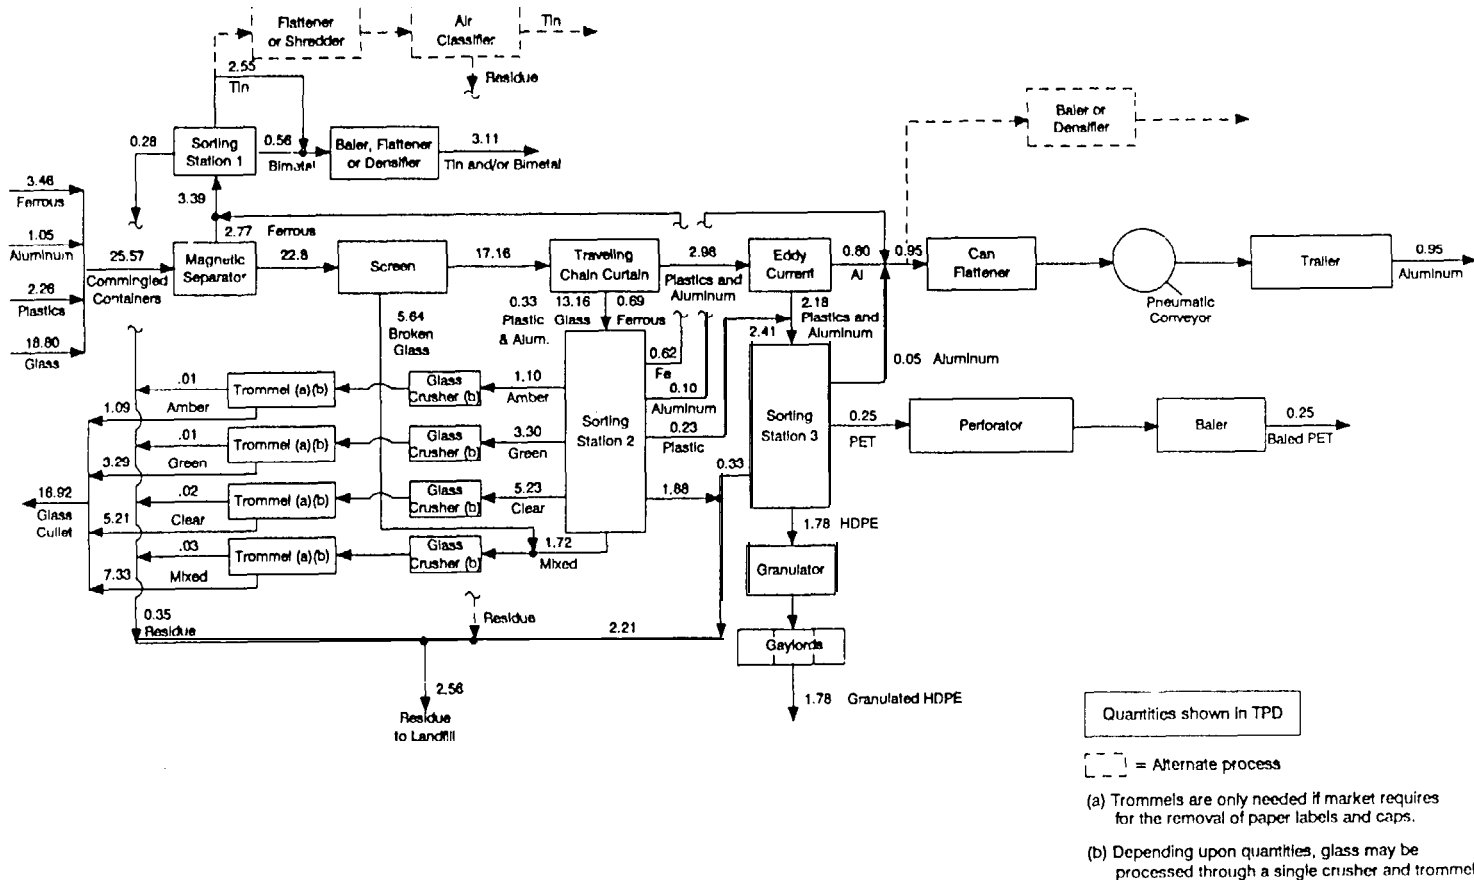 Flattener
or Shredder
Air
Classifier
Tin
2.55
Tin
Residue
Baler or
Densifier
0.28
Sorting
Station 1
0.56
Bimetal
Baler, Flattener
or Densifier
3.11
Tin and/or Bimetal
3.46
Ferrous
3.39
1.05
Aluminum
25.57
Commingled
Containers
2.77
Ferrous
Magnetic
Separator
22.8
Screen
17.16
Traveling
Chain Curtain
2.98
Plastics and
Aluminum
Eddy
Current
0.80
Al
0.95
Can
Flattener
Pneumatic
Conveyor
Trailer
0.95
Aluminum
2.26
Plastics
18.80
Glass
5.64
Broken
Glass
0.33
Plastic
& Alum.
13.16
Glass
0.69
Ferrous
2.18
Plastics and
Aluminum
2.41
0.62
Fe
0.05 Aluminum
.01
Trommel (a)(b)
Glass
Crusher (b)
1.10
Amber
0.10
Aluminum
1.09
Amber
Sorting
Station 2
0.23
Plastic
Sorting
Station 3
0.25
PET
Perforator
Baler
0.25
Baled PET
.01
Trommel (a)(b)
Glass
Crusher (b)
3.30
Green
3.29
Green
0.33
18.92
Glass
Cullet
.02
Trommel (a)(b)
Glass
Crusher (b)
5.23
Clear
1.88
5.21
Clear
1.78 HDPE
.03
Trommel (a)(b)
Glass
Crusher (b)
1.72
Mixed
7.33
Mixed
Granulator
0.35
Residue
Residue
2.21
Gaylords
2.56
Residue
to Landfill
1.78 Granulated HDPE
Quantities shown in TPD
= Alternate process
(a) Trommels are only needed if market requires
for the removal of paper labels and caps.
(b) Depending upon quantities, glass may be
processed through a single crusher and trommel